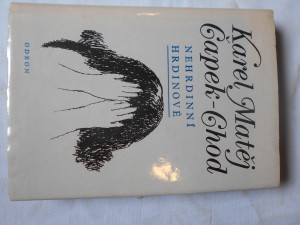 Karel Matěj
Čapek-Chod
NEHRDINNÍ
HRDINOVÉ
ODEON